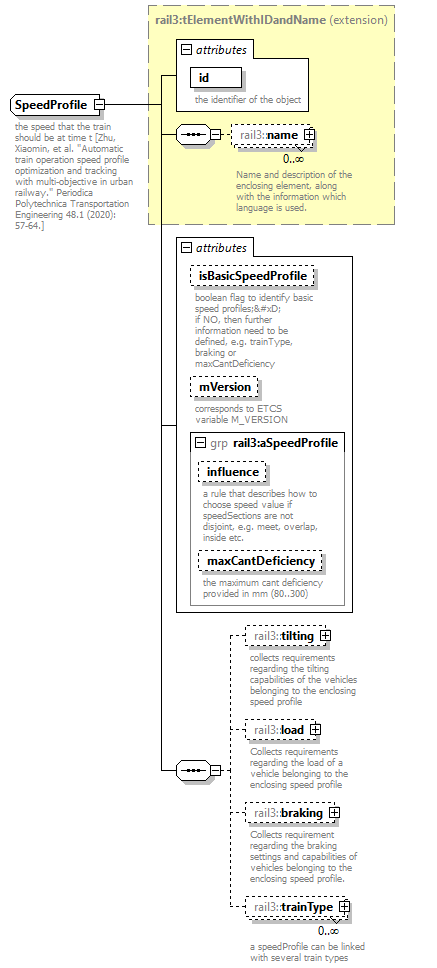 rail3:tElementWithIDandName (extension)
attributes
id
the identifier of the object
SpeedProfile
the speed that the train
should be at time t [Zhu,
Xiaomin, et al. "Automatic
train operation speed profile
optimization and tracking
with multi-objective in urban
railway." Periodica
Polytechnica Transportation
Engineering 48.1 (2020):
57-64.]
rail3::name
0..∞
Name and description of the
enclosing element, along
with the information which
language is used.
attributes
isBasicSpeedProfile
boolean flag to identify basic
speed profiles;&#xD;
if NO, then further
information need to be
defined, e.g. trainType,
braking or
maxCantDeficiency
mVersion
corresponds to ETCS
variable M_VERSION
grp rail3:aSpeedProfile
influence
a rule that describes how to
choose speed value if
speedSections are not
disjoint, e.g. meet, overlap,
inside etc.
maxCantDeficiency
the maximum cant deficiency
provided in mm (80..300)
rail3::tilting
collects requirements
regarding the tilting
capabilities of the vehicles
belonging to the enclosing
speed profile
rail3::load
Collects requirements
regarding the load of a
vehicle belonging to the
enclosing speed profile
rail3::braking
Collects requirement
regarding the braking
settings and capabilities of
vehicles belonging to the
enclosing speed profile.
rail3::trainType
0..∞
a speedProfile can be linked
with several train types